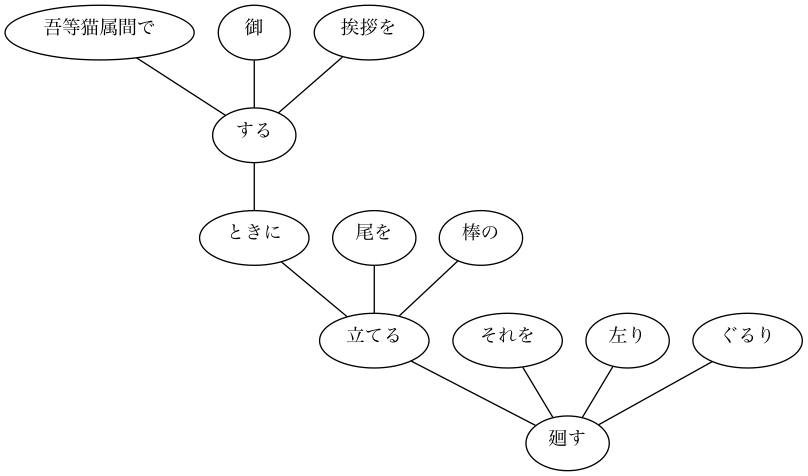 吾等猫属間で
御
挨拶を
する
ときに
尾を
棒の
立てる
それを
左り
ぐるり
廻す